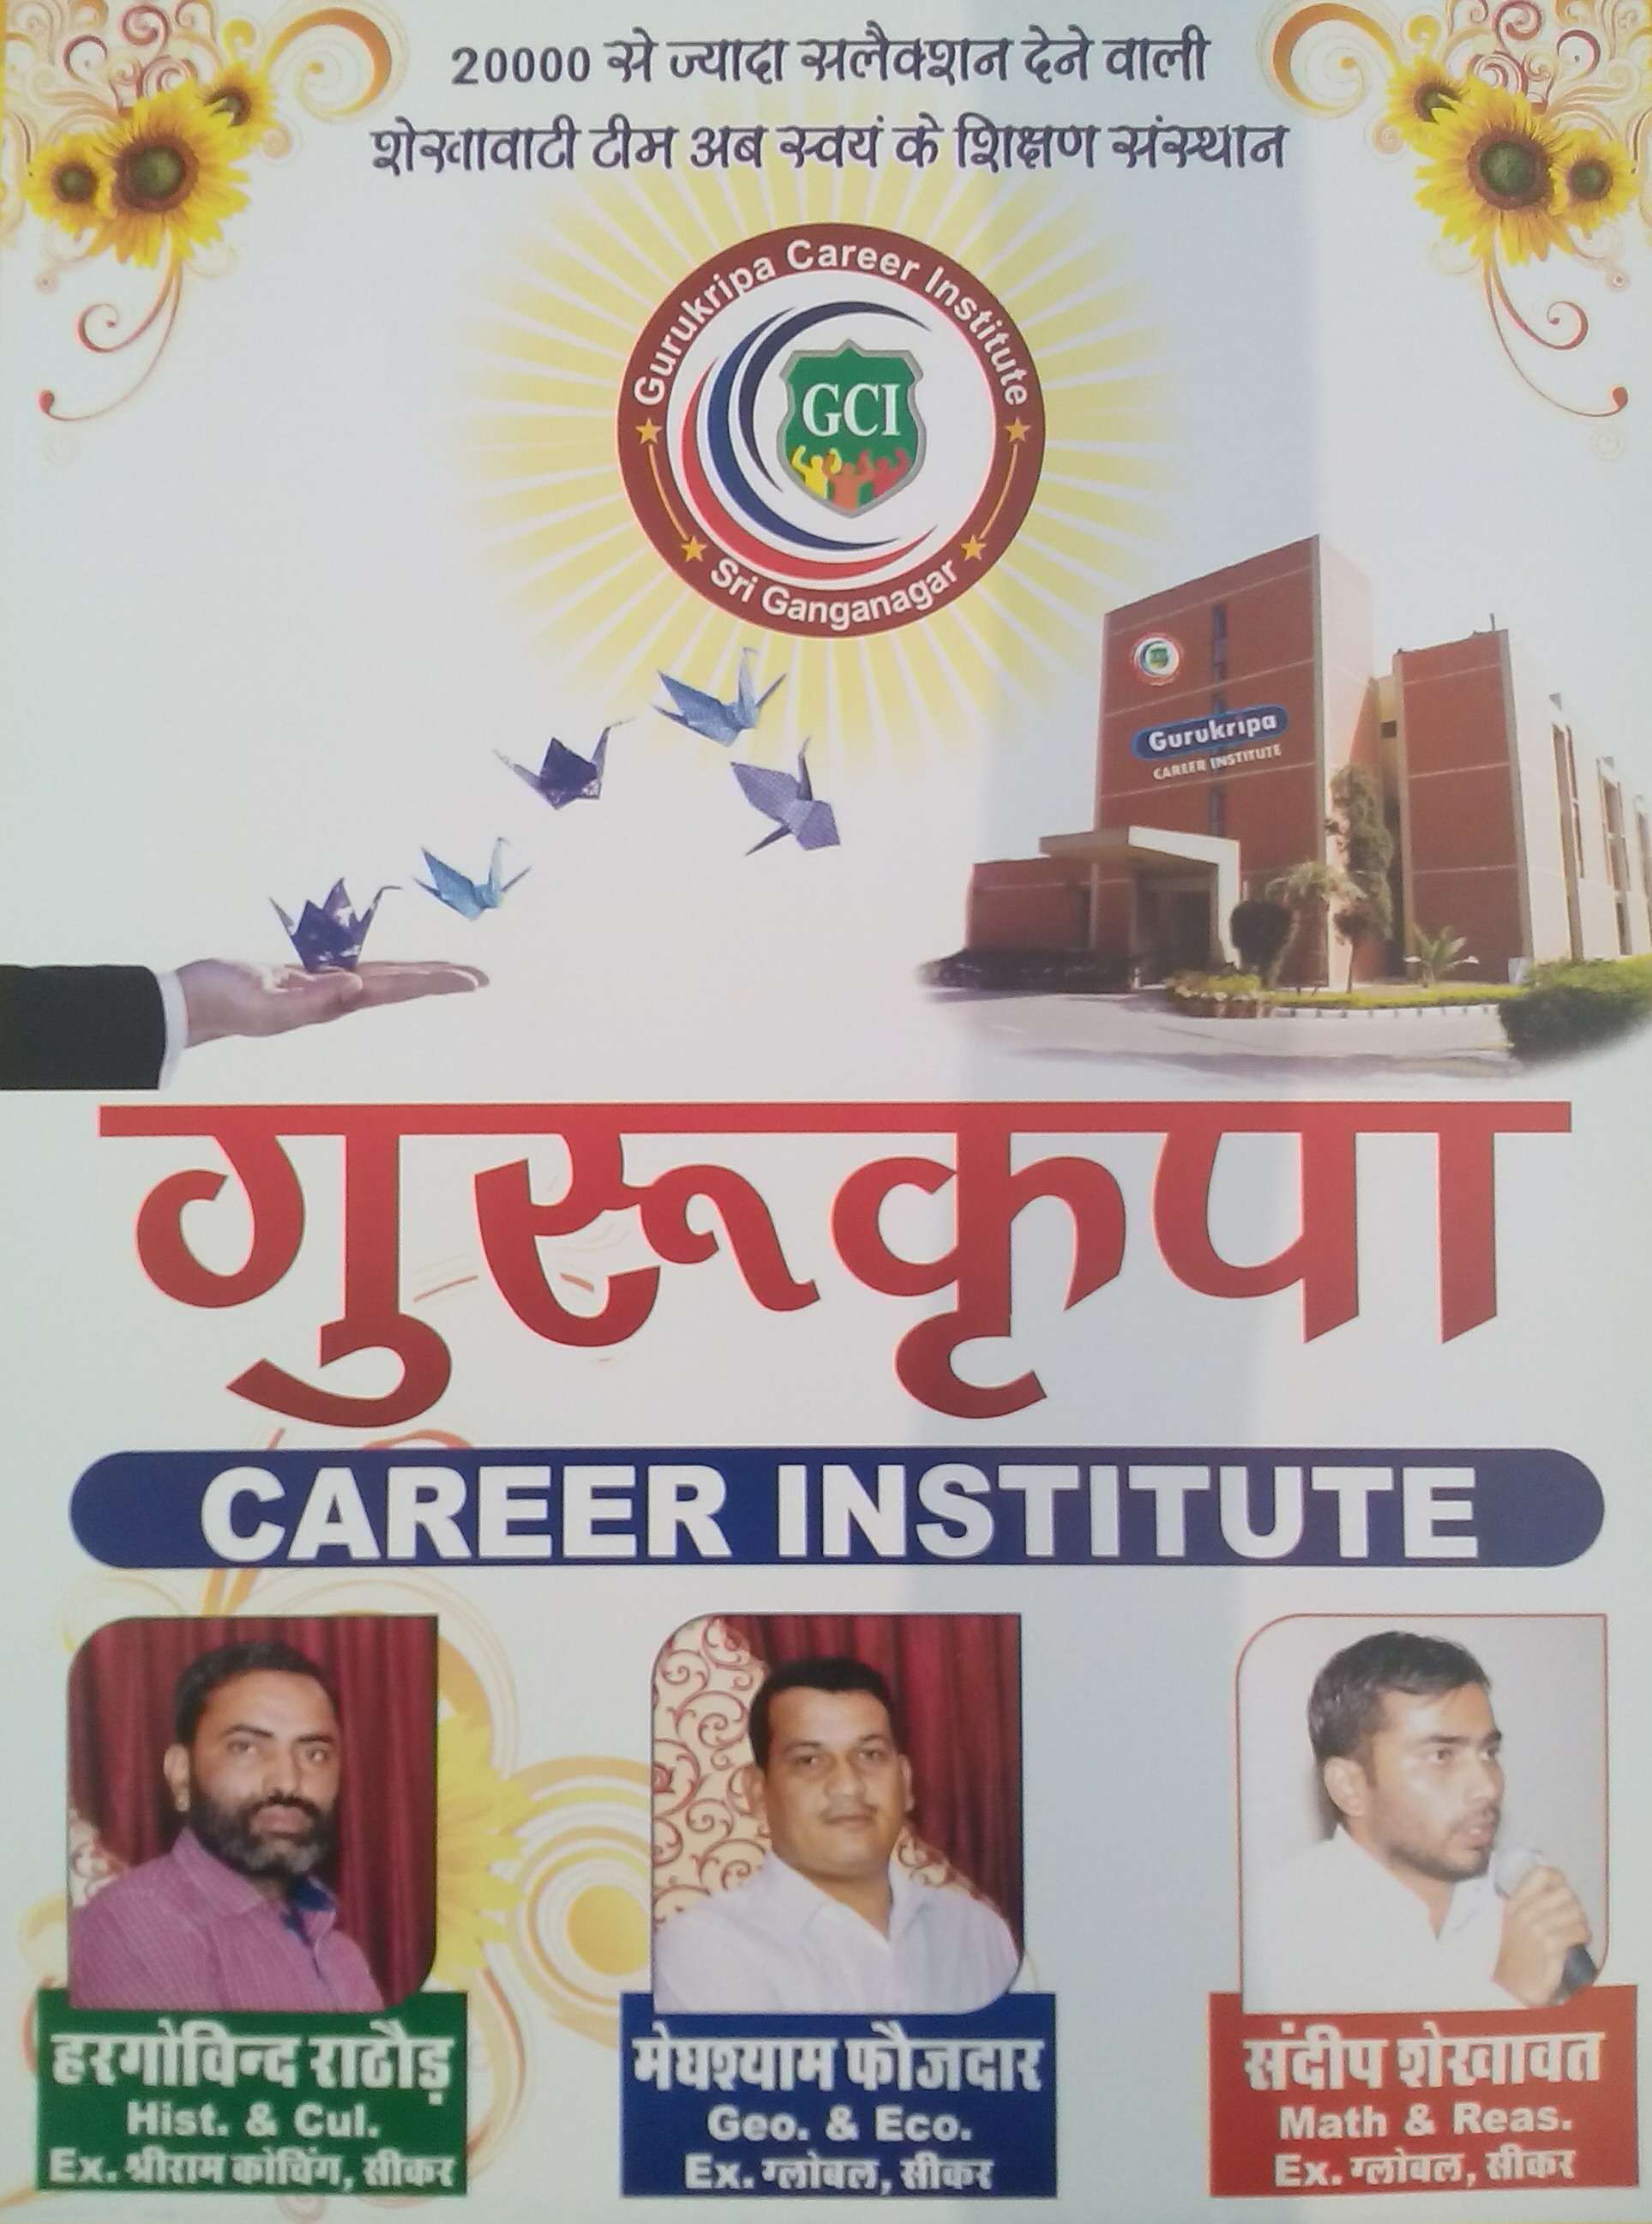 20000 से ज्यादा सलैक्शन देने वाली
शेखावाटी टीम अब स्वयं के शिक्षण संस्थान
Gurukripa Career Institute
GCI
Sri Ganganagar
Gurukripa
CAREER INSTITUTE
गुरूकृपा
CAREER INSTITUTE
हरगोविन्द राठौड़
Hist. & Cul.
Ex. श्रीराम कोचिंग, सीकर
मेघश्याम फौजदार
Geo. & Eco.
Ex. ग्लोबल, सीकर
संदीप शेखावत
Math & Reas.
Ex. ग्लोबल, सीकर